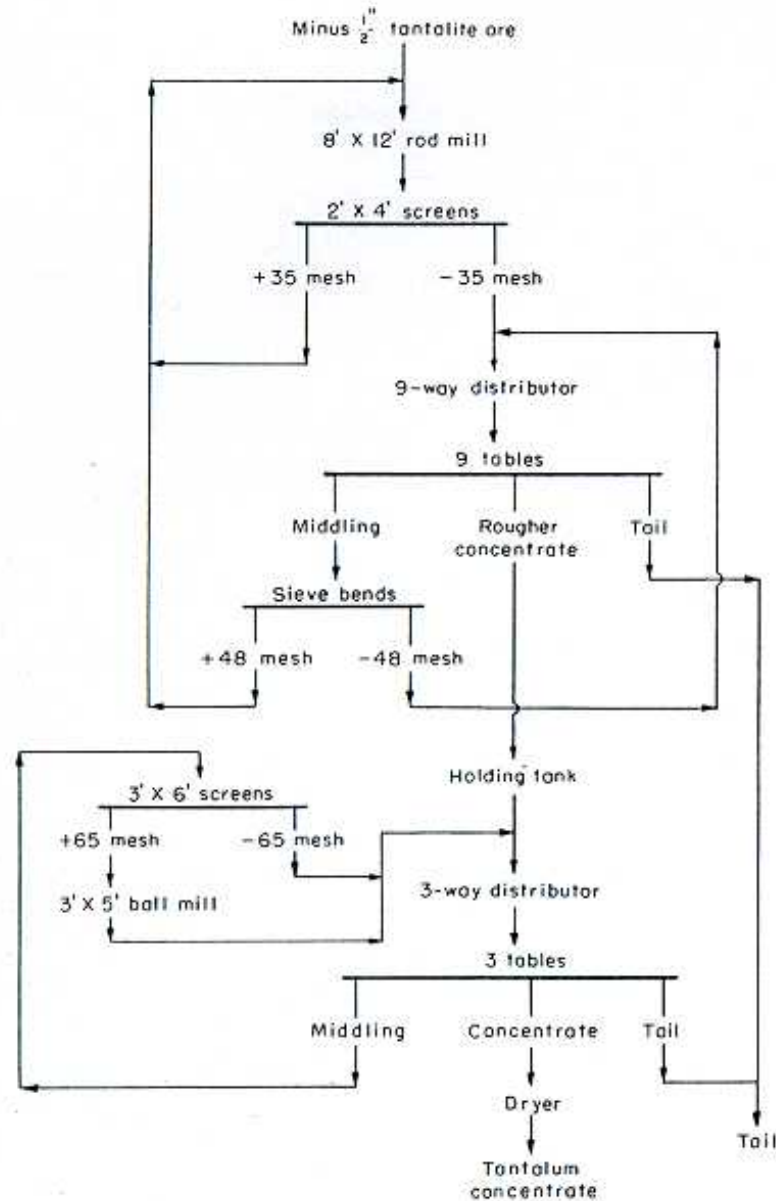 Minus 1/2" tantalite ore
8' X 12' rod mill
2' X 4' screens
+35 mesh
-35 mesh
9-way distributor
9 tables
Middling
Rougher
concentrate
Tail
Sieve bends
+48 mesh
-48 mesh
3' X 6' screens
Holding tank
+65 mesh
-65 mesh
3' X 5' ball mill
3-way distributor
3 tables
Middling
Concentrate
Tail
Dryer
Tail
Tantalum
concentrate